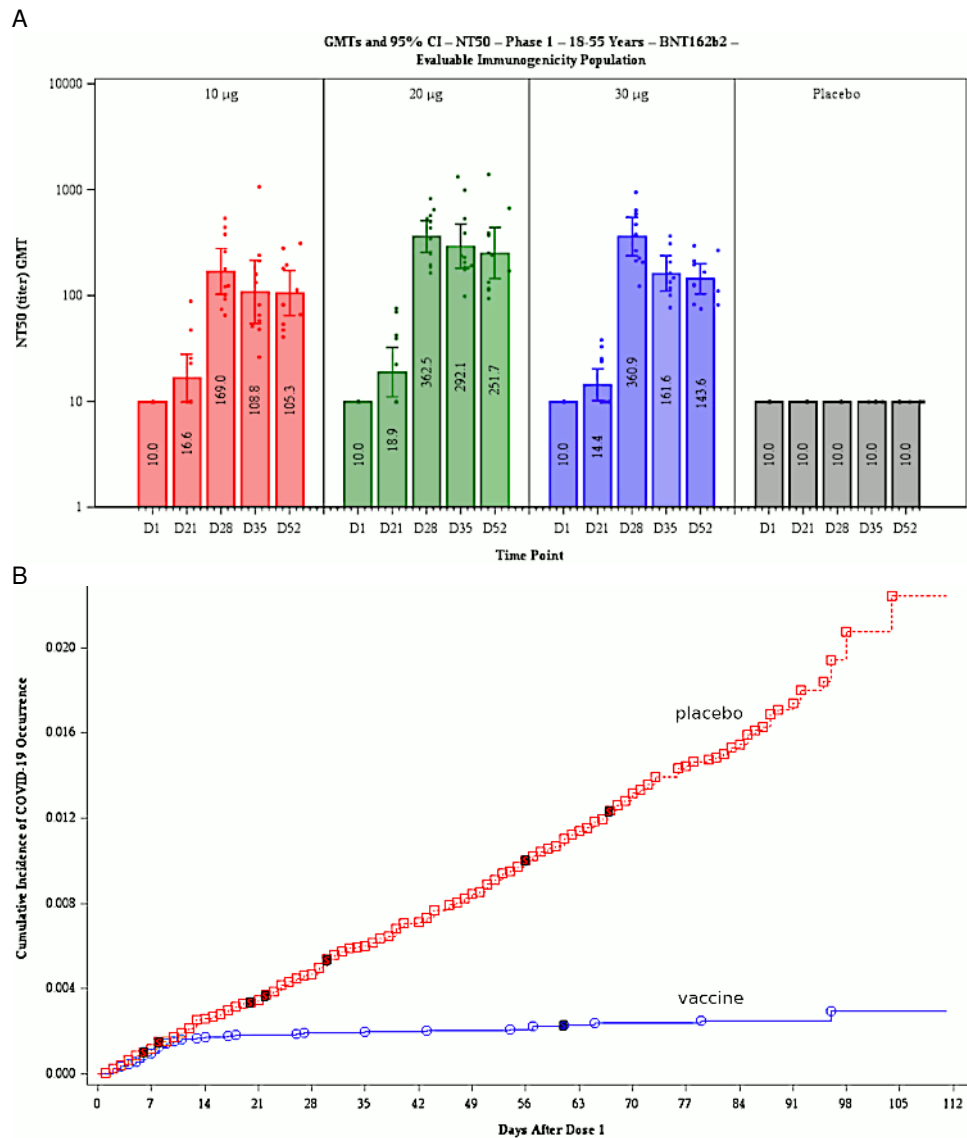 A
GMTs and 95% CI – NT50 – Phase 1 – 18-55 Years – BNT162b2 –
Evaluable Immunogenicity Population
10 µg
20 µg
30 µg
Placebo
10000
1000
100
10
1
NT50 (titer) GMT
10.0
16.6
169.0
108.8
105.3
10.0
18.9
362.5
292.1
251.7
10.0
14.4
360.9
161.6
143.6
10.0
10.0
10.0
10.0
10.0
D1 D21 D28 D35 D52 D1 D21 D28 D35 D52 D1 D21 D28 D35 D52 D1 D21 D28 D35 D52
Time Point
B
Cumulative Incidence of COVID-19 Occurrence
0.020
0.016
0.012
0.008
0.004
0.000
placebo
vaccine
0 7 14 21 28 35 42 49 56 63 70 77 84 91 98 105 112
Days After Dose 1